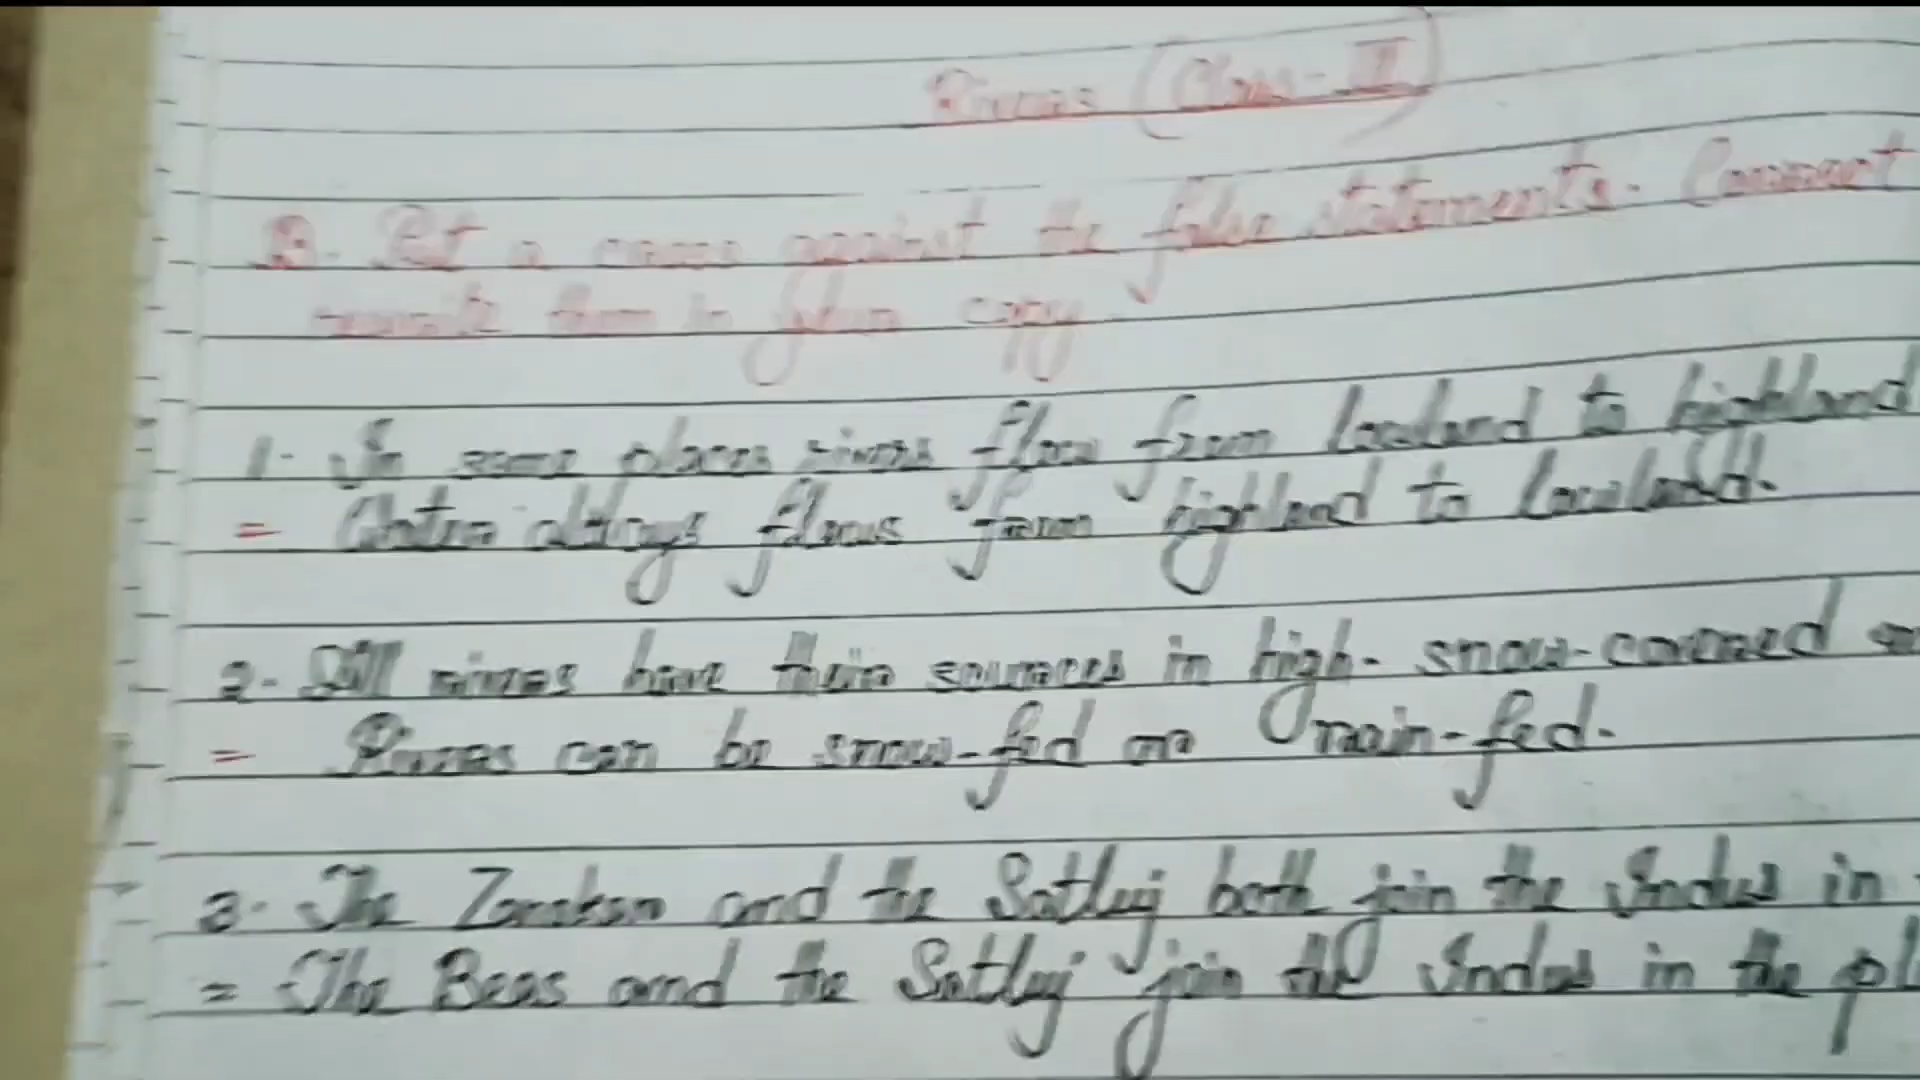 Rivers (Class-III)
B. Put a cross against the false statements. Correct
rewrite them in your copy.
1. In some places rivers flow from lowland to highland
= Water always flows from highland to lowland.
2. All rivers have their sources in high- snow-covered
= Rivers can be snow-fed or rain-fed.
3. The Zanskar and the Satluj both join the Indus in
= The Beas and the Satluj join the Indus in the pl